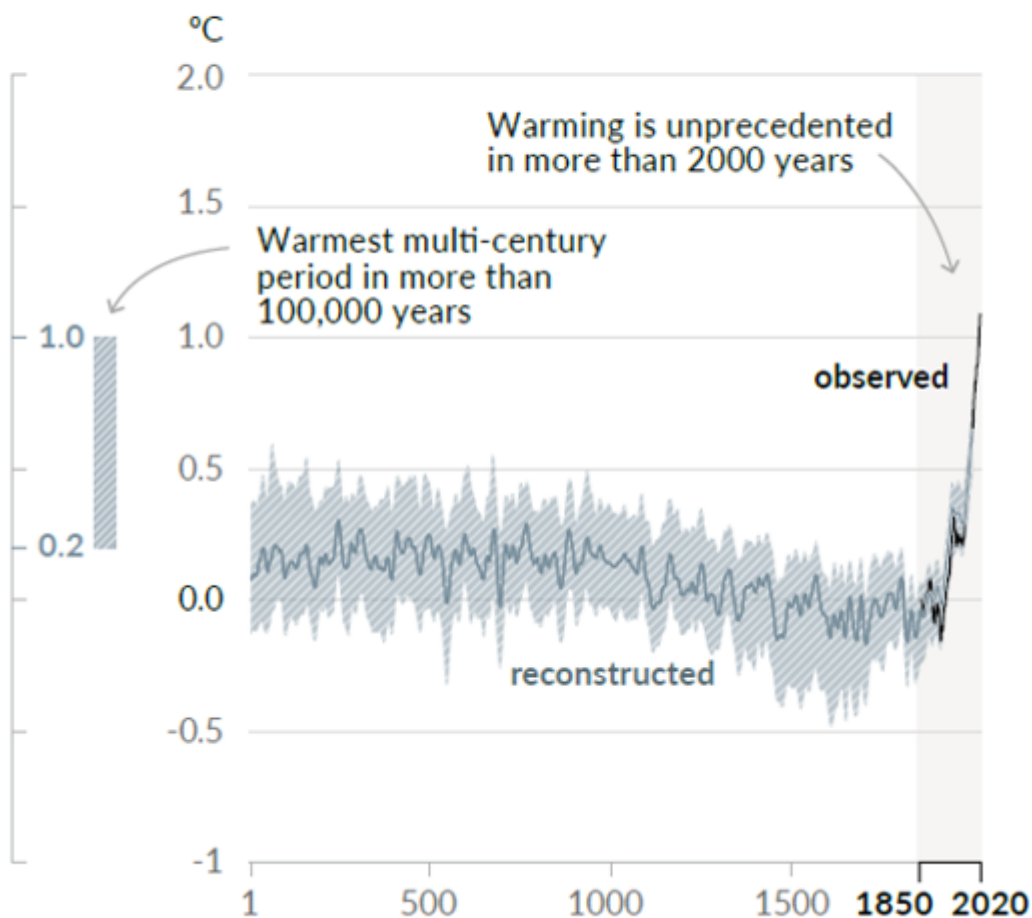 °C
2.0
Warming is unprecedented
in more than 2000 years
1.5
Warmest multi-century
period in more than
100,000 years
1.0
1.0
observed
0.5
0.2
0.0
reconstructed
-0.5
-1
1
500
1000
1500
1850
2020